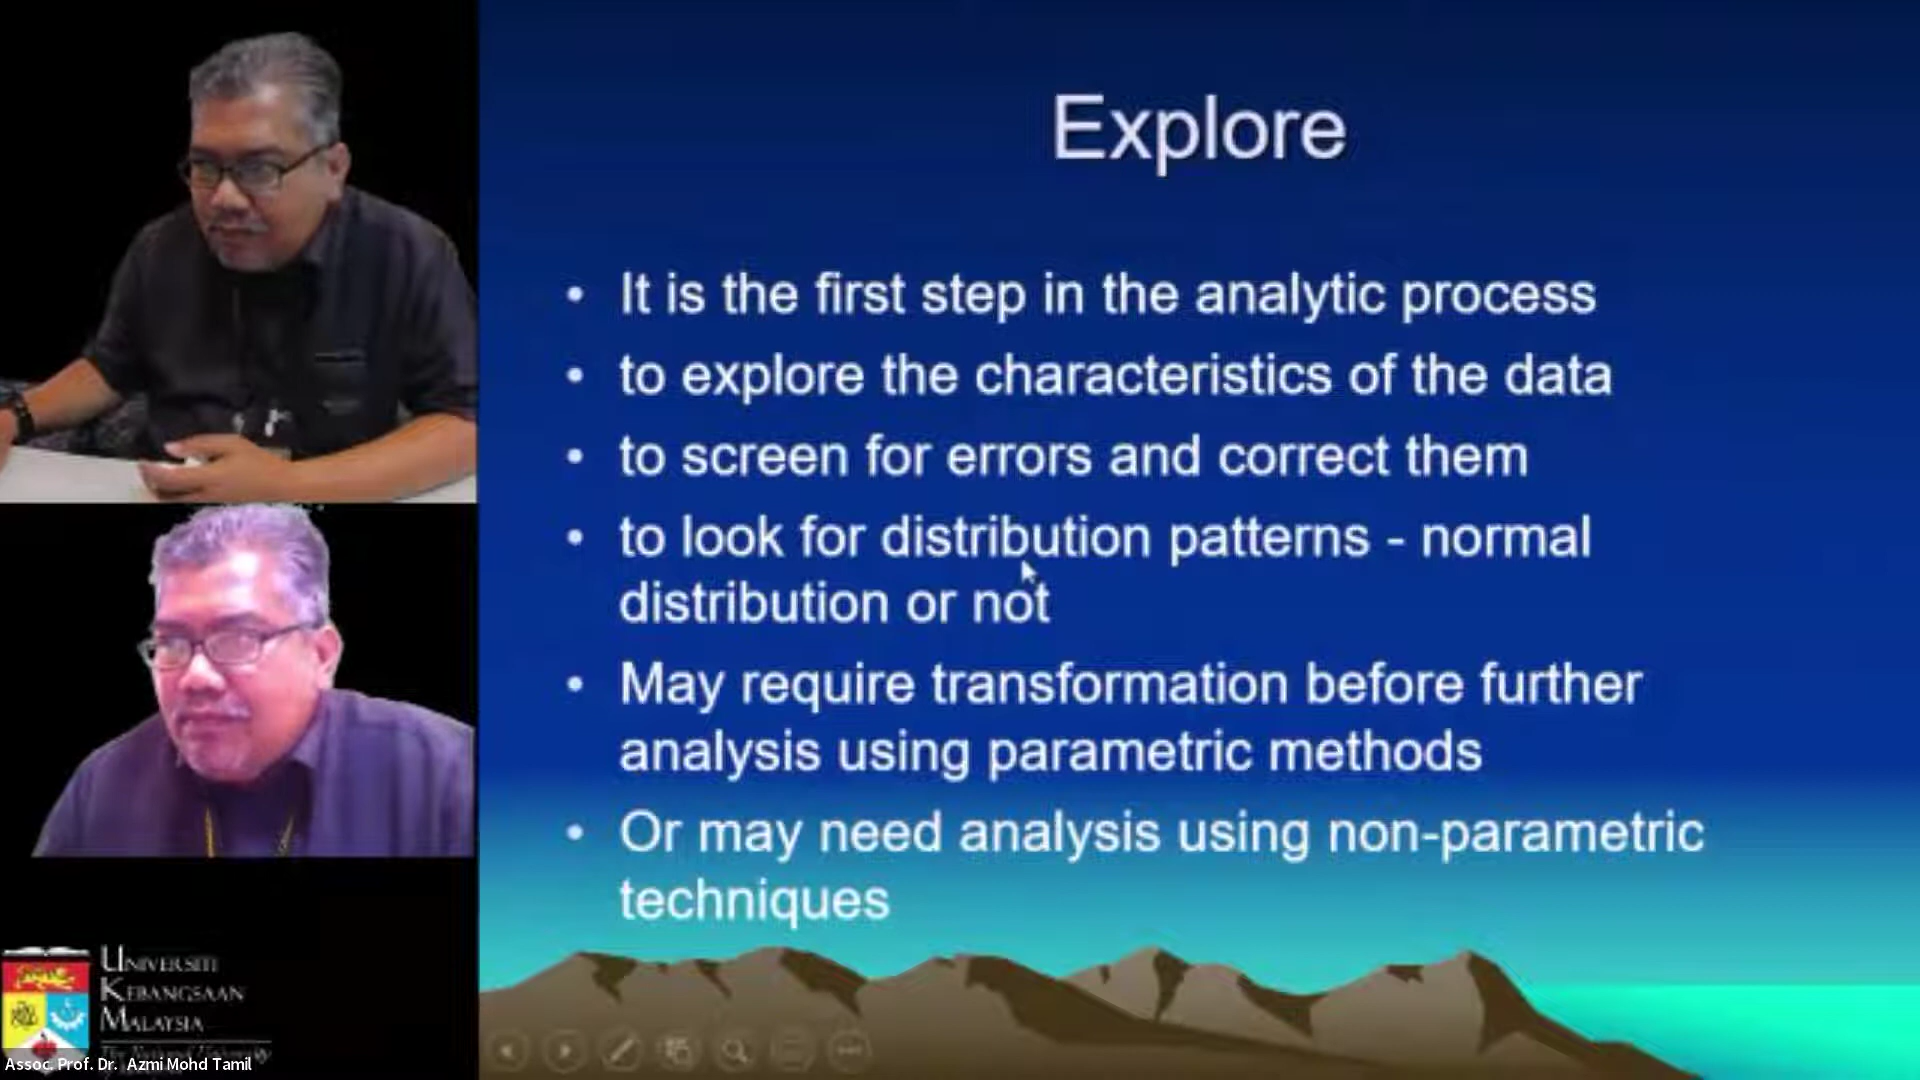 Explore
• It is the first step in the analytic process
• to explore the characteristics of the data
• to screen for errors and correct them
• to look for distribution patterns - normal
distribution or not
• May require transformation before further
analysis using parametric methods
• Or may need analysis using non-parametric
techniques
UNIVERSITI
KEBANGSAAN
MALAYSIA
Assoc. Prof. Dr. Azmi Mohd Tamil